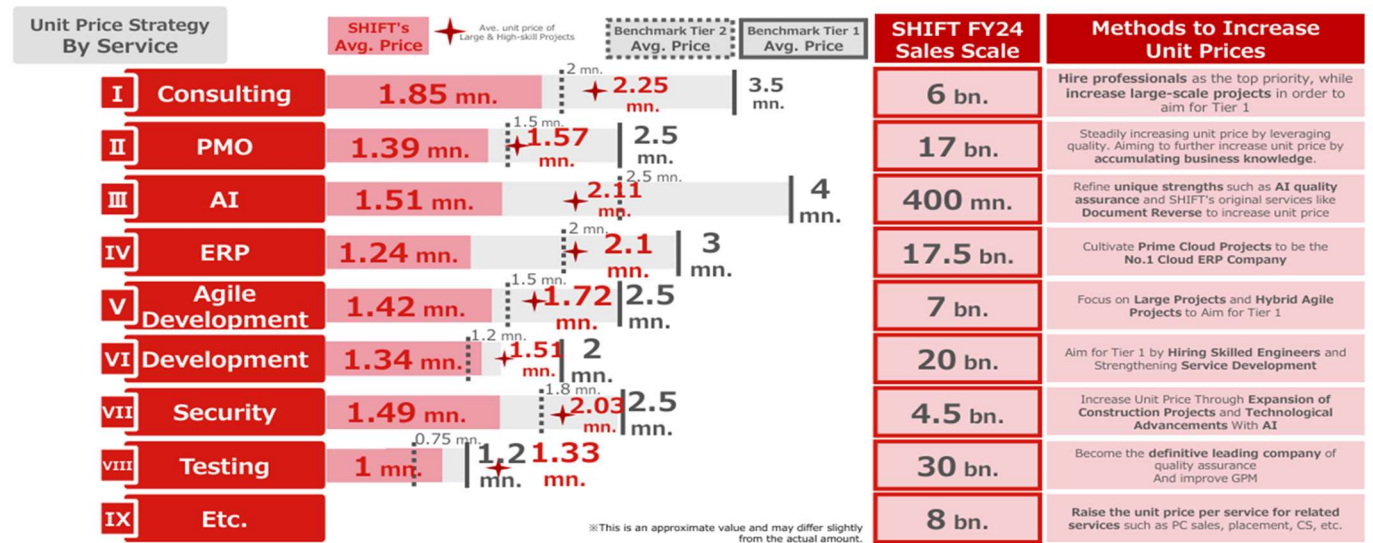 Unit Price Strategy
By Service
SHIFT's
Avg. Price
Ave. unit price of
Large & High-skill Projects
Benchmark Tier 2
Avg. Price
Benchmark Tier 1
Avg. Price
SHIFT FY24
Sales Scale
Methods to Increase
Unit Prices
I Consulting
1.85 mn.
2 mn.
2.25
mn.
3.5
mn.
6 bn.
Hire professionals as the top priority, while
increase large-scale projects in order to
aim for Tier 1
II PMO
1.39 mn.
1.5 mn.
1.57
mn.
2.5
mn.
17 bn.
Steadily increasing unit price by leveraging
quality. Aiming to further increase unit price by
accumulating business knowledge.
III AI
1.51 mn.
2.11
mn.
2.5 mn.
4
mn.
400 mn.
Refine unique strengths such as AI quality
assurance and SHIFT's original services like
Document Reverse to increase unit price
IV ERP
1.24 mn.
2 mn.
2.1
mn.
3
mn.
17.5 bn.
Cultivate Prime Cloud Projects to be the
No.1 Cloud ERP Company
V Agile
Development
1.42 mn.
1.5 mn.
1.72
mn.
2.5
mn.
7 bn.
Focus on Large Projects and Hybrid Agile
Projects to Aim for Tier 1
VI Development
1.34 mn.
1.2 mn.
1.51
mn.
2
mn.
20 bn.
Aim for Tier 1 by Hiring Skilled Engineers and
Strengthening Service Development
VII Security
1.49 mn.
1.8 mn.
2.03
mn.
2.5
mn.
4.5 bn.
Increase Unit Price Through Expansion of
Construction Projects and Technological
Advancements With AI
VIII Testing
1 mn.
0.75 mn.
1.2
mn.
1.33
mn.
30 bn.
Become the definitive leading company of
quality assurance
And improve GPM
IX Etc.
8 bn.
Raise the unit price per service for related
services such as PC sales, placement, CS, etc.
※This is an approximate value and may differ slightly
from the actual amount.